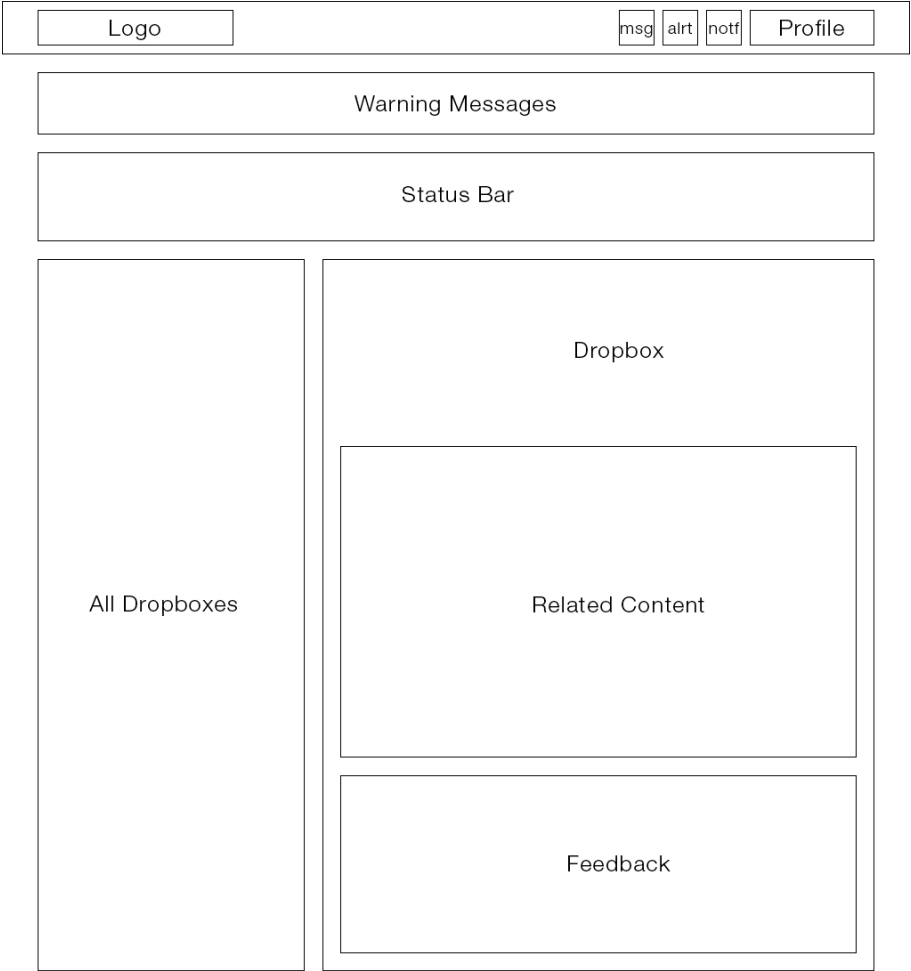 Logo
msg
alrt
notf
Profile
Warning Messages
Status Bar
All Dropboxes
Dropbox
Related Content
Feedback